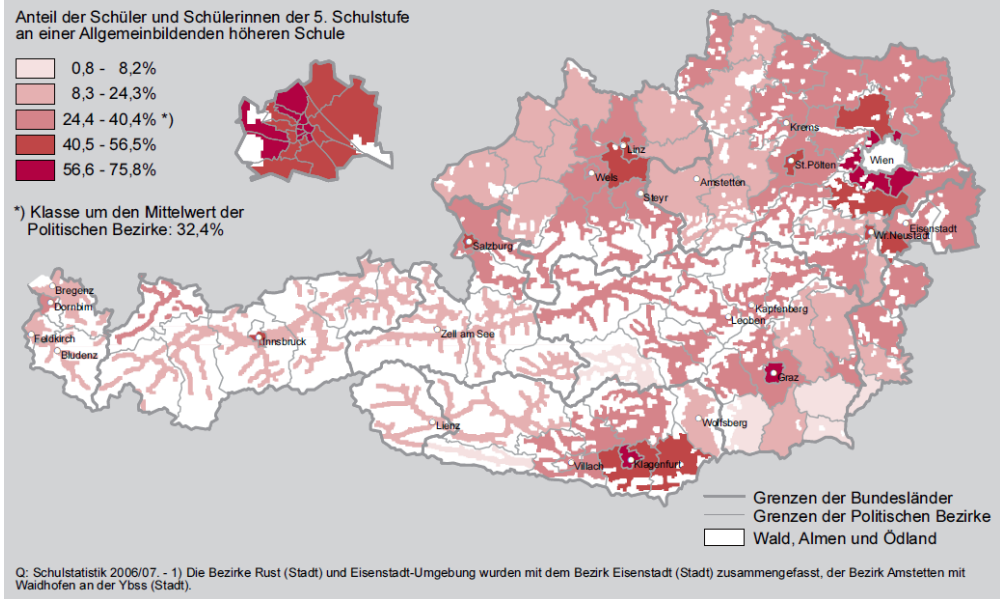 Anteil der Schüler und Schülerinnen der 5. Schulstufe
an einer Allgemeinbildenden höheren Schule
0,8 - 8,2%
8,3 - 24,3%
24,4 - 40,4% *)
40,5 - 56,5%
56,6 - 75,8%
*) Klasse um den Mittelwert der
Politischen Bezirke: 32,4%
Krems
Linz
Wien
St.Pölten
Wels
Amstetten
Steyr
Eisenstadt
Wr.Neustadt
Salzburg
Bregenz
Dornbirn
Kapfenberg
Leoben
Zell am See
Feldkirch
Innsbruck
Bludenz
Graz
Wolfsberg
Lienz
Villach
Klagenfurt
Grenzen der Bundesländer
Grenzen der Politischen Bezirke
Wald, Almen und Ödland
Q: Schulstatistik 2006/07. - 1) Die Bezirke Rust (Stadt) und Eisenstadt-Umgebung wurden mit dem Bezirk Eisenstadt (Stadt) zusammengefasst, der Bezirk Amstetten mit
Waidhofen an der Ybss (Stadt).